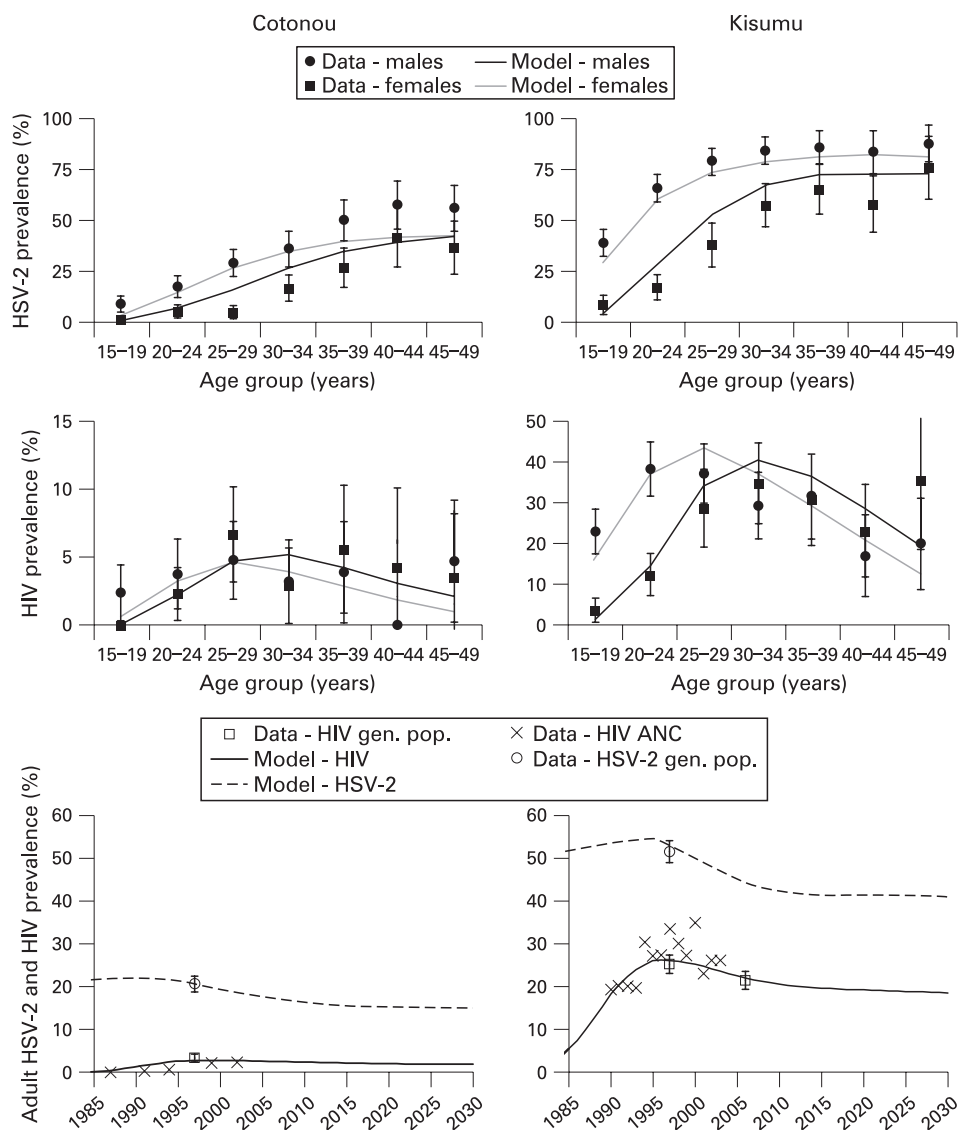 Cotonou
Kisumu
Data - males
Model - males
Data - females
Model - females
HSV-2 prevalence (%)
100
75
50
25
0
15–19 20–24 25–29 30–34 35–39 40–44 45–49
Age group (years)
100
75
50
25
0
15–19 20–24 25–29 30–34 35–39 40–44 45–49
Age group (years)
HIV prevalence (%)
15
10
5
0
15–19 20–24 25–29 30–34 35–39 40–44 45–49
Age group (years)
50
40
30
20
10
0
15–19 20–24 25–29 30–34 35–39 40–44 45–49
Age group (years)
Data - HIV gen. pop.
Data - HIV ANC
Model - HIV
Data - HSV-2 gen. pop.
Model - HSV-2
Adult HSV-2 and HIV prevalence (%)
60
50
40
30
20
10
0
1985 1990 1995 2000 2005 2010 2015 2020 2025 2030
60
50
40
30
20
10
0
1985 1990 1995 2000 2005 2010 2015 2020 2025 2030